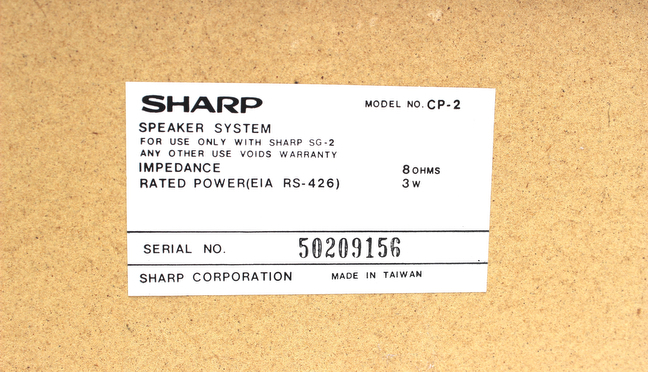 SHARP MODEL NO. CP-2
SPEAKER SYSTEM
FOR USE ONLY WITH SHARP SG-2
ANY OTHER USE VOIDS WARRANTY
IMPEDANCE 8 OHMS
RATED POWER(EIA RS-426) 3 W
SERIAL NO. 50209156
SHARP CORPORATION MADE IN TAIWAN